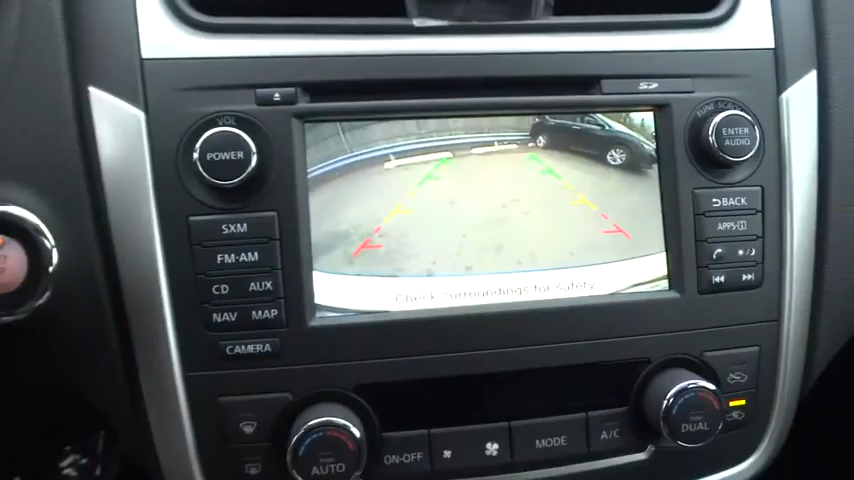 VOL
POWER
SXM
FM-AM
CD AUX
NAV MAP
CAMERA
SD
TUNE·SCROLL
ENTER
AUDIO
BACK
APPS
Check surroundings for safety
AUTO
ON·OFF
MODE
A/C
DUAL